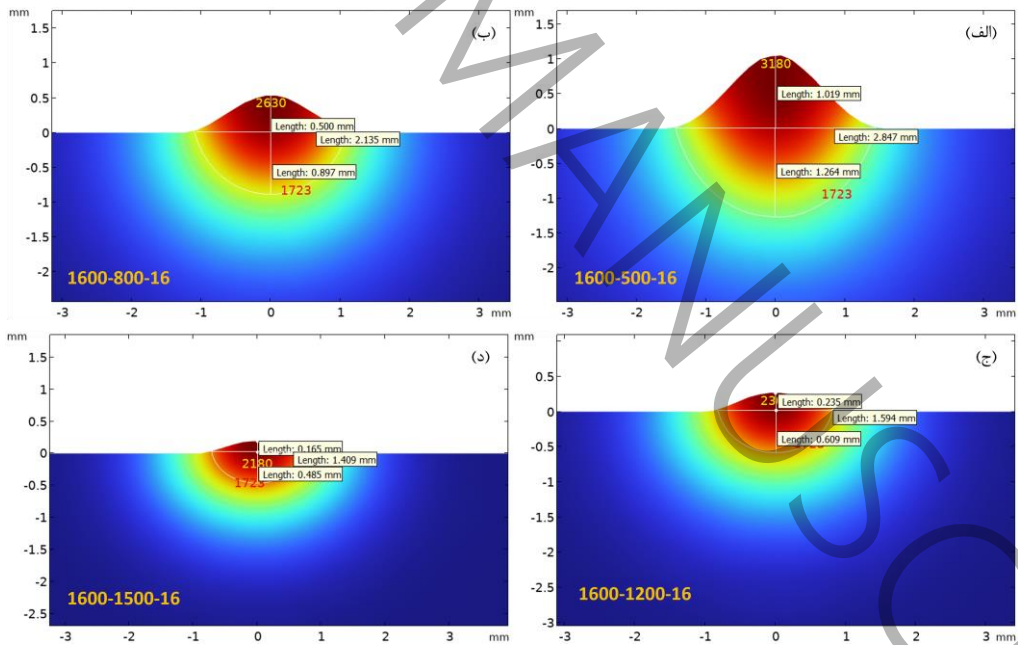 (الف)
mm
1.5
1
0.5
0
-0.5
-1
-1.5
-2
3180
Length: 1.019 mm
Length: 2.847 mm
Length: 1.264 mm
1723
1600-500-16
-3 -2 -1 0 1 2 3 mm
(ب)
mm
1.5
1
0.5
0
-0.5
-1
-1.5
-2
2630
Length: 0.500 mm
Length: 2.135 mm
Length: 0.897 mm
1723
1600-800-16
-3 -2 -1 0 1 2 3 mm
(ج)
mm
0.5
0
-0.5
-1
-1.5
-2
-2.5
-3
Length: 0.235 mm
Length: 1.594 mm
Length: 0.609 mm
1600-1200-16
-3 -2 -1 0 1 2 3 mm
(د)
mm
1.5
1
0.5
0
-0.5
-1
-1.5
-2
-2.5
Length: 0.165 mm
2180
Length: 1.409 mm
Length: 0.485 mm
1723
1600-1500-16
-3 -2 -1 0 1 2 3 mm